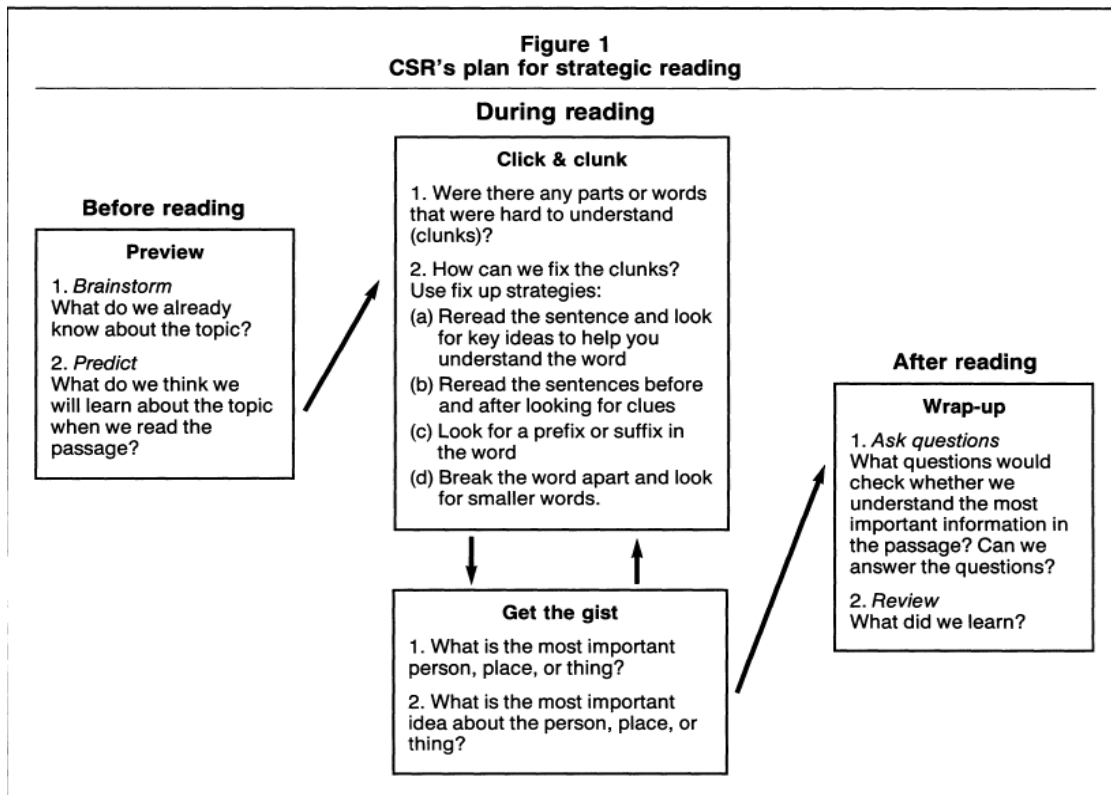 Figure 1
CSR's plan for strategic reading
Before reading
Preview
1. Brainstorm
What do we already
know about the topic?
2. Predict
What do we think we
will learn about the topic
when we read the
passage?
During reading
Click & clunk
1. Were there any parts or words
that were hard to understand
(clunks)?
2. How can we fix the clunks?
Use fix up strategies:
(a) Reread the sentence and look
for key ideas to help you
understand the word
(b) Reread the sentences before
and after looking for clues
(c) Look for a prefix or suffix in
the word
(d) Break the word apart and look
for smaller words.
Get the gist
1. What is the most important
person, place, or thing?
2. What is the most important
idea about the person, place, or
thing?
After reading
Wrap-up
1. Ask questions
What questions would
check whether we
understand the most
important information in
the passage? Can we
answer the questions?
2. Review
What did we learn?